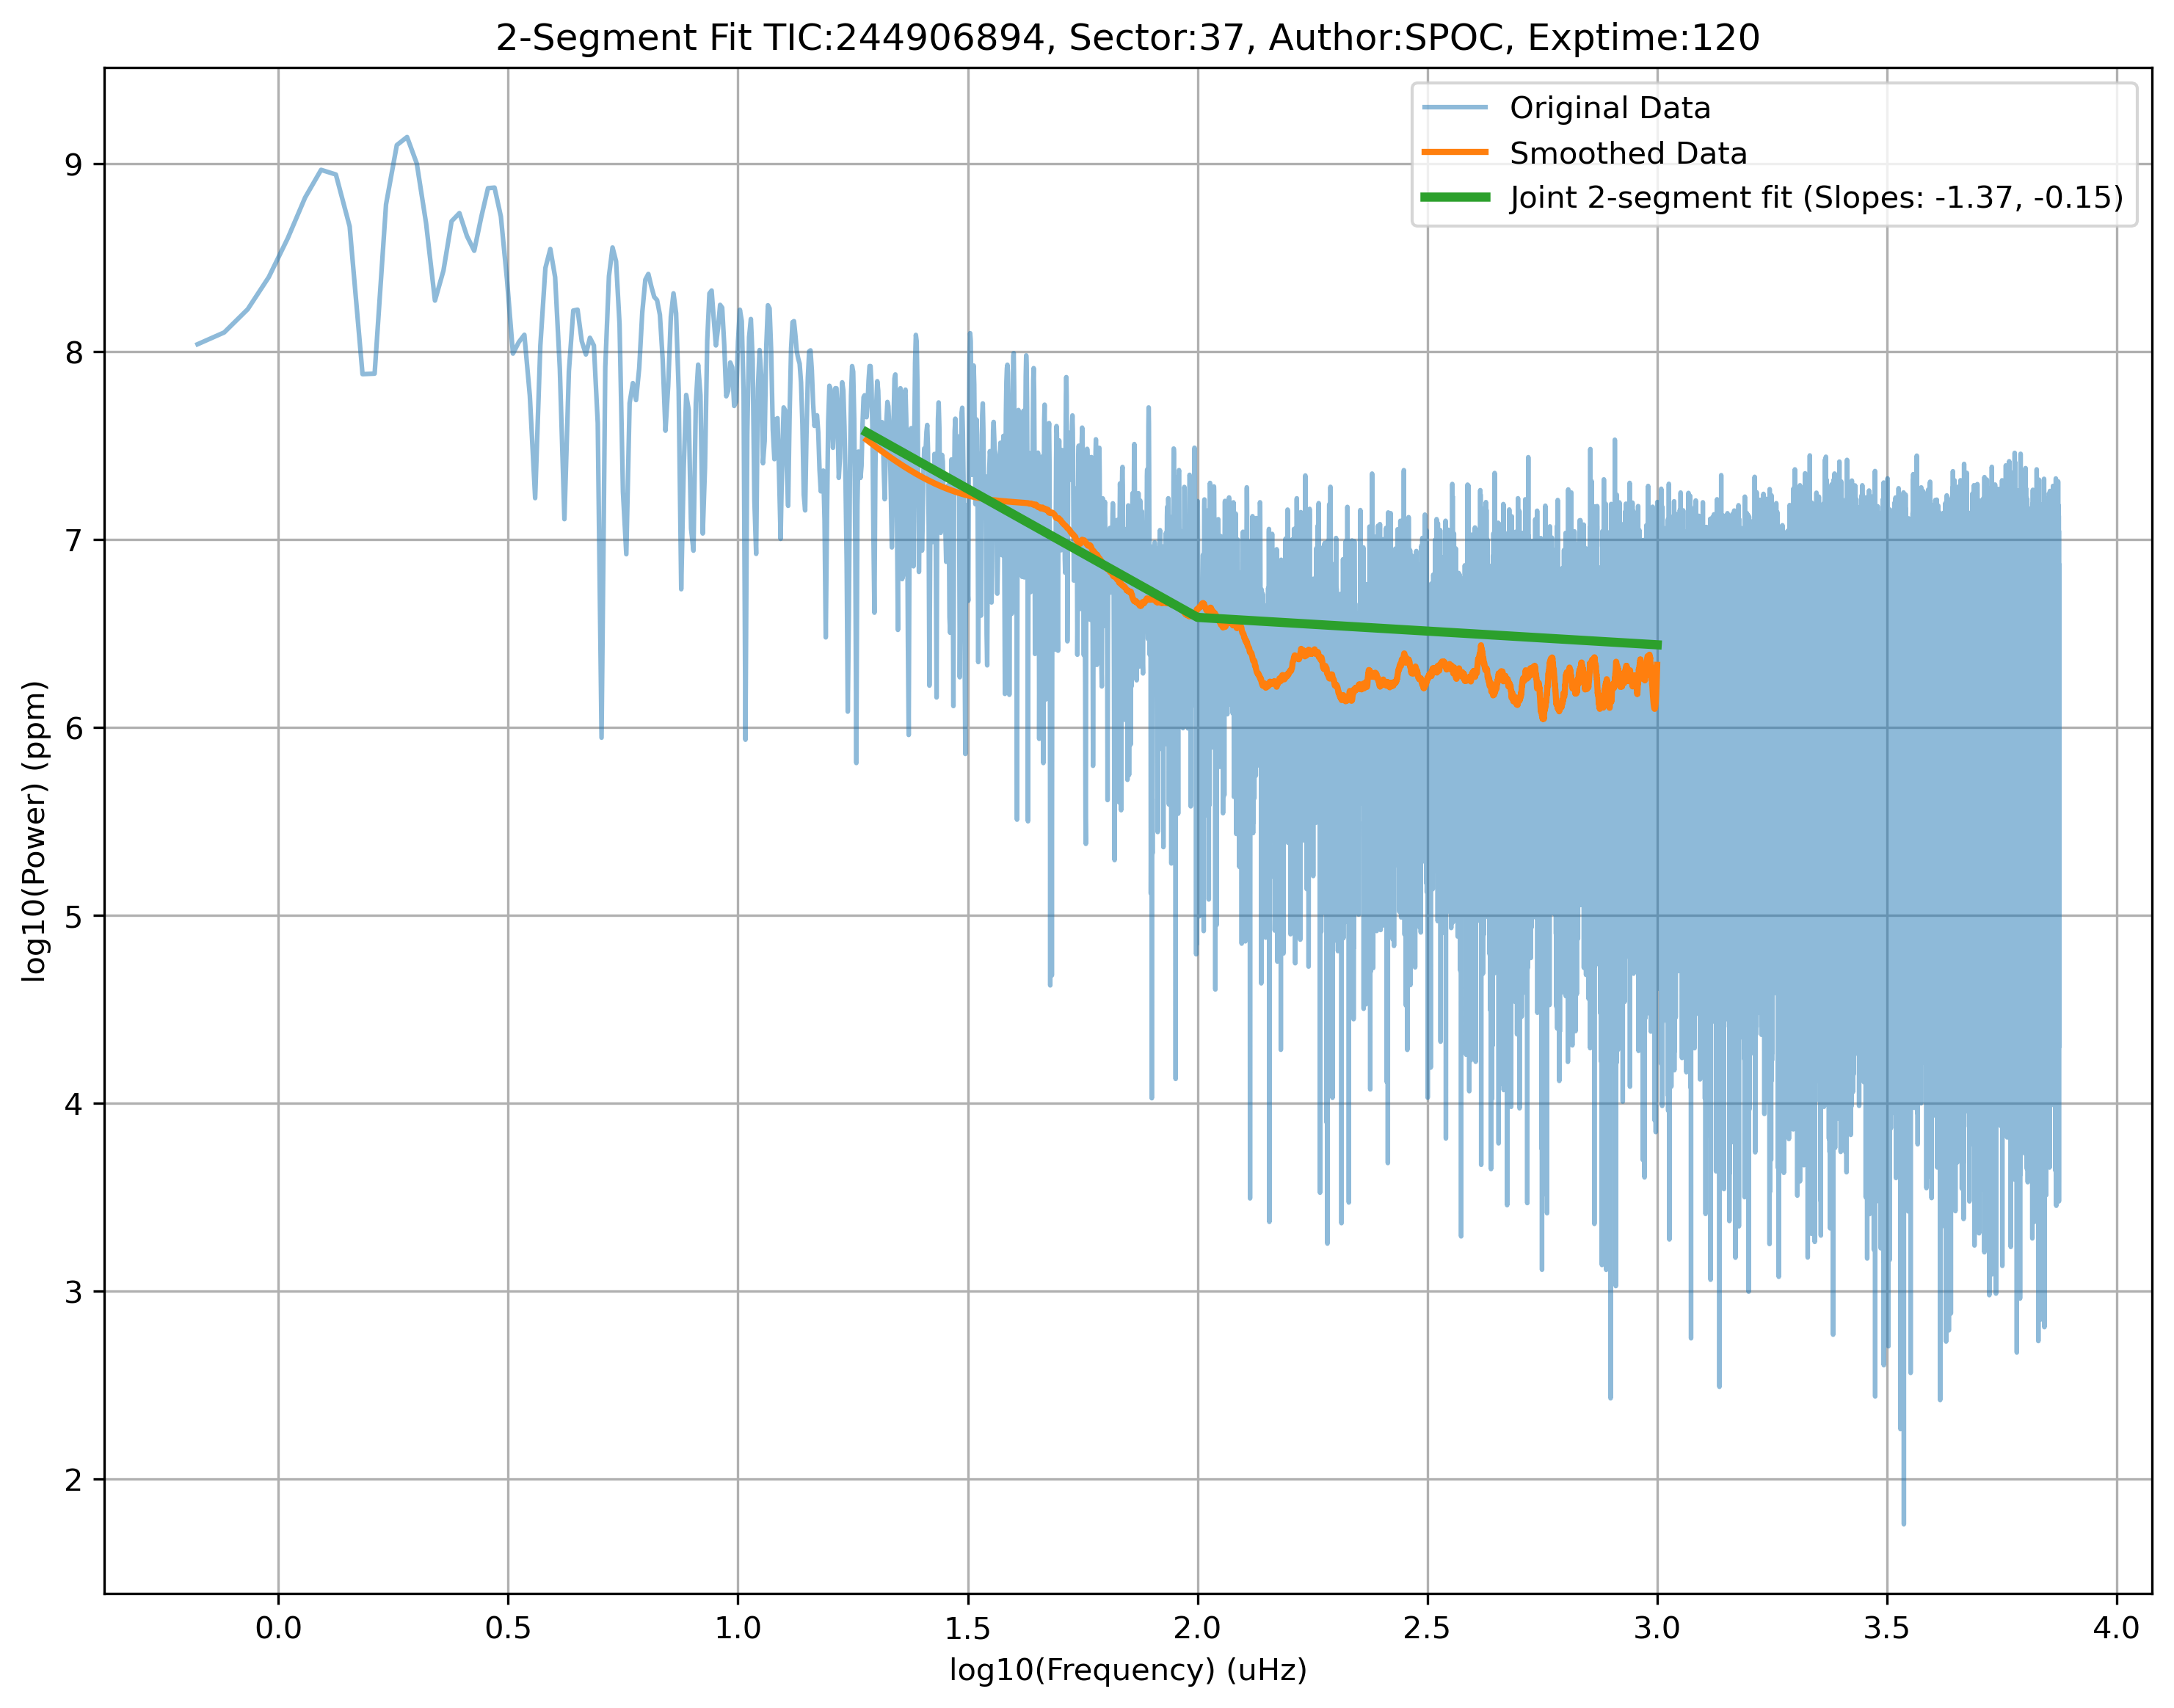 2-Segment Fit TIC:244906894, Sector:37, Author:SPOC, Exptime:120
Original Data
Smoothed Data
Joint 2-segment fit (Slopes: -1.37, -0.15)
log10(Power) (ppm)
9
8
7
6
5
4
3
2
0.0 0.5 1.0 1.5 2.0 2.5 3.0 3.5 4.0
log10(Frequency) (uHz)